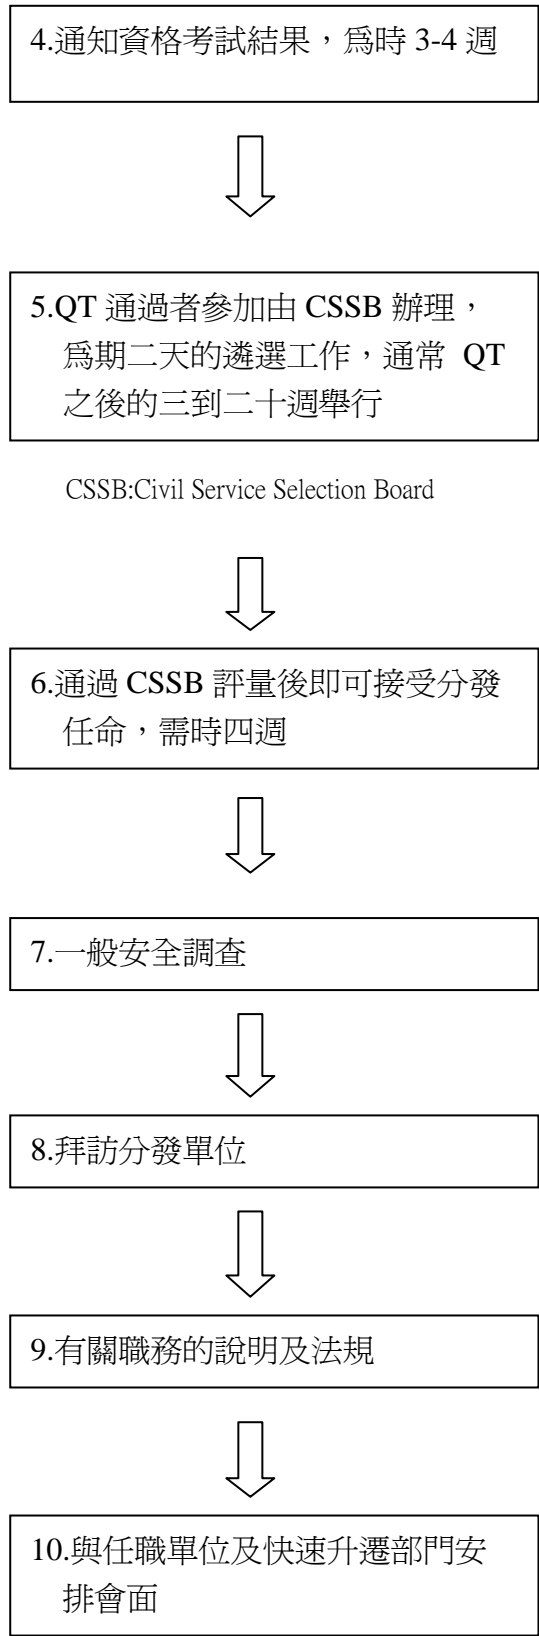 4.通知資格考試結果，爲時 3-4 週
5.QT 通過者參加由 CSSB 辦理，
爲期二天的遴選工作，通常 QT
之後的三到二十週舉行
CSSB:Civil Service Selection Board
6.通過 CSSB 評量後即可接受分發
任命，需時四週
7.一般安全調查
8.拜訪分發單位
9.有關職務的說明及法規
10.與任職單位及快速升遷部門安
排會面